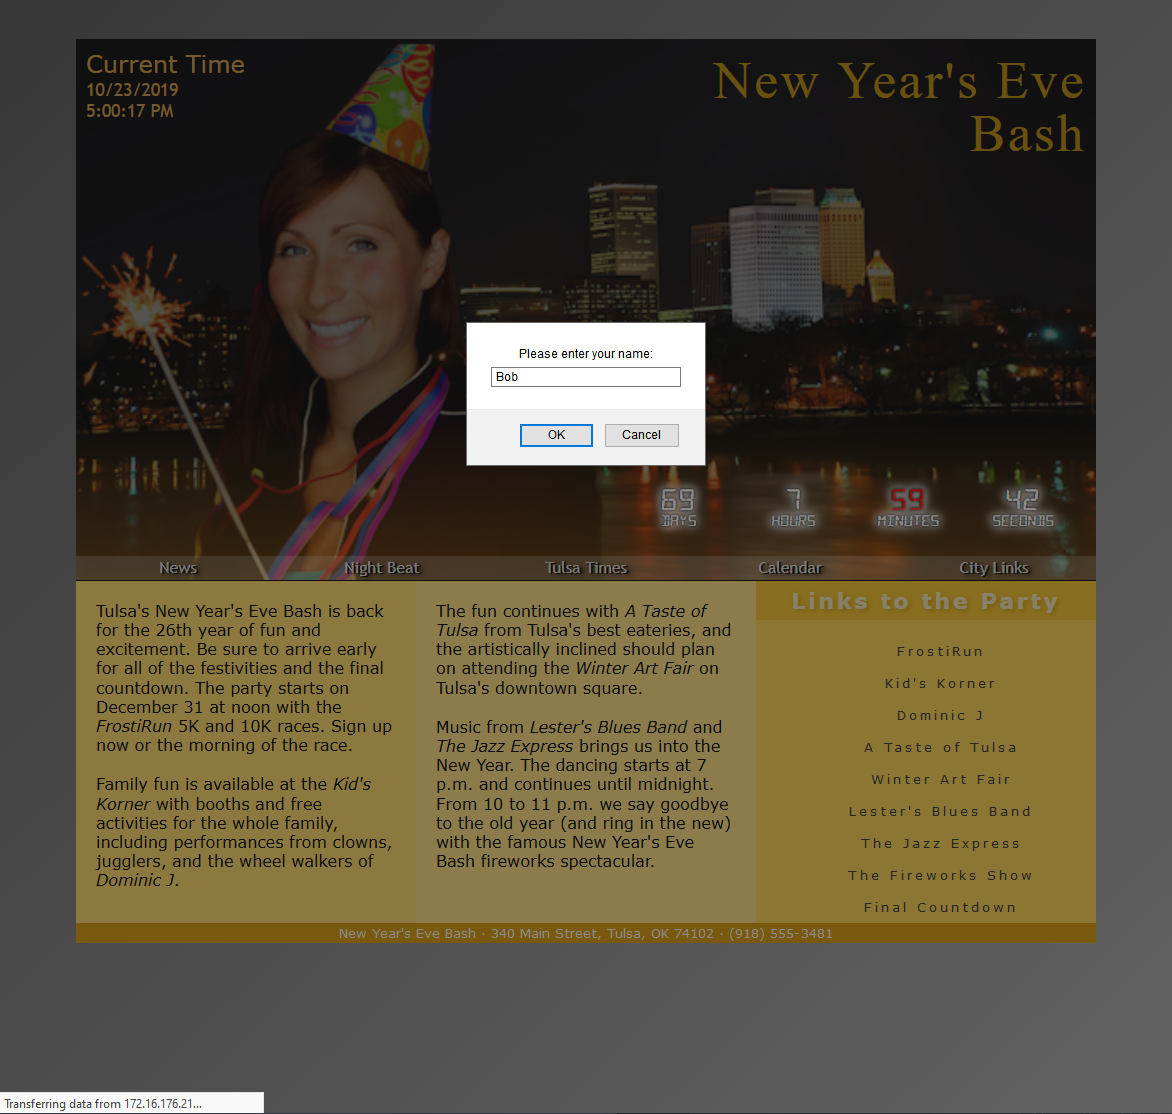 Current Time
10/23/2019
5:00:17 PM
New Year's Eve
Bash
Please enter your name:
Bob
OK Cancel
69 7 59 42
DAYS HOURS MINUTES SECONDS
News Night Beat Tulsa Times Calendar City Links
Tulsa's New Year's Eve Bash is back
for the 26th year of fun and
excitement. Be sure to arrive early
for all of the festivities and the final
countdown. The party starts on
December 31 at noon with the
FrostiRun 5K and 10K races. Sign up
now or the morning of the race.
Family fun is available at the Kid's
Korner with booths and free
activities for the whole family,
including performances from clowns,
jugglers, and the wheel walkers of
Dominic J.
The fun continues with A Taste of
Tulsa from Tulsa's best eateries, and
the artistically inclined should plan
on attending the Winter Art Fair on
Tulsa's downtown square.
Music from Lester's Blues Band and
The Jazz Express brings us into the
New Year. The dancing starts at 7
p.m. and continues until midnight.
From 10 to 11 p.m. we say goodbye
to the old year (and ring in the new)
with the famous New Year's Eve
Bash fireworks spectacular.
Links to the Party
FrostiRun
Kid's Korner
Dominic J
A Taste of Tulsa
Winter Art Fair
Lester's Blues Band
The Jazz Express
The Fireworks Show
Final Countdown
New Year's Eve Bash · 340 Main Street, Tulsa, OK 74102 · (918) 555-3481
Transferring data from 172.16.176.21...